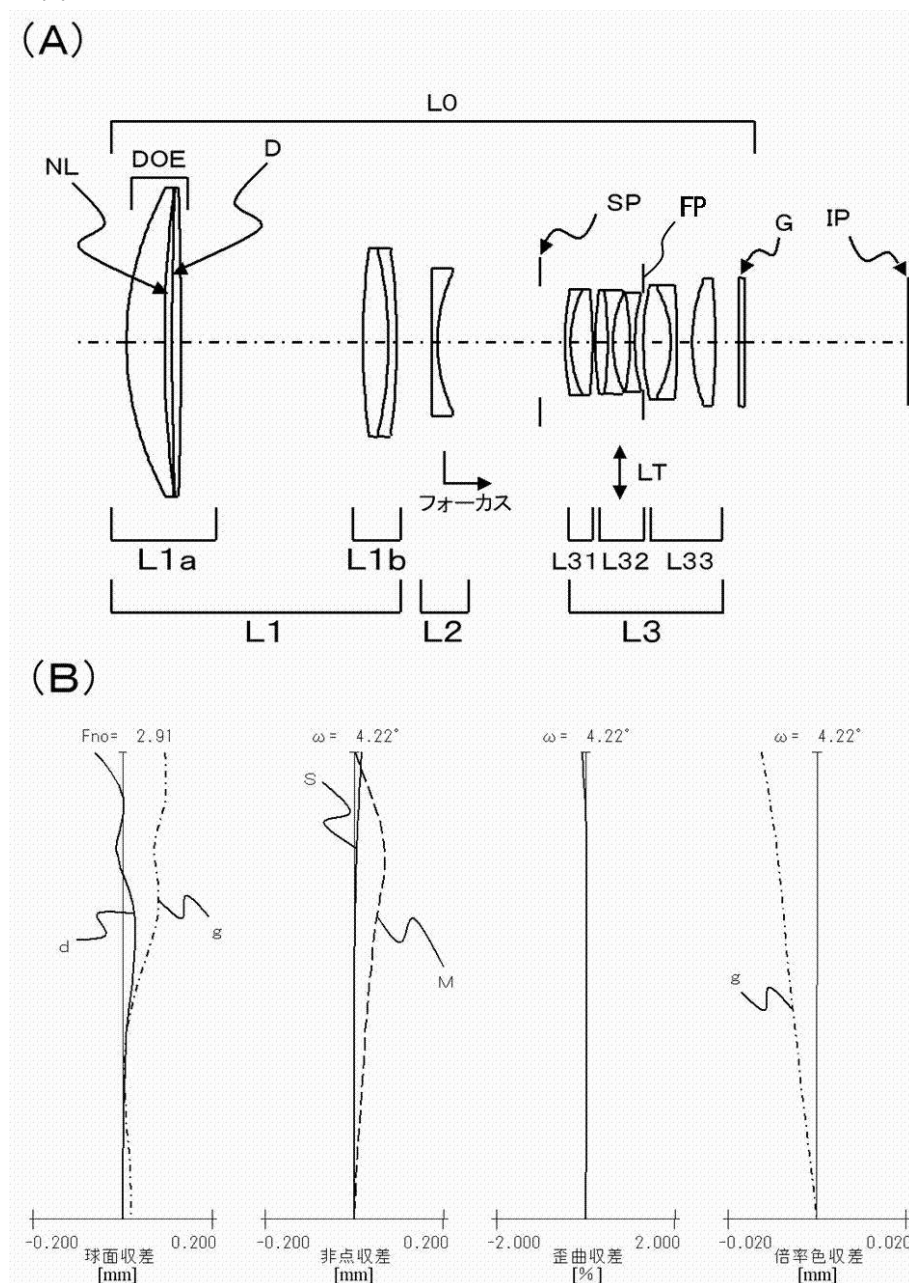 (A)
L0
DOE
NL
D
SP
FP
G
IP
LT
フォーカス
L1a
L1b
L31
L32
L33
L1
L2
L3
(B)
Fno= 2.91
ω= 4.22°
ω= 4.22°
ω= 4.22°
S
d
g
M
g
-0.200
0.200
-0.200
0.200
-2.000
2.000
-0.020
0.020
球面収差
非点収差
歪曲収差
倍率色収差
[mm]
[mm]
[%]
[mm]